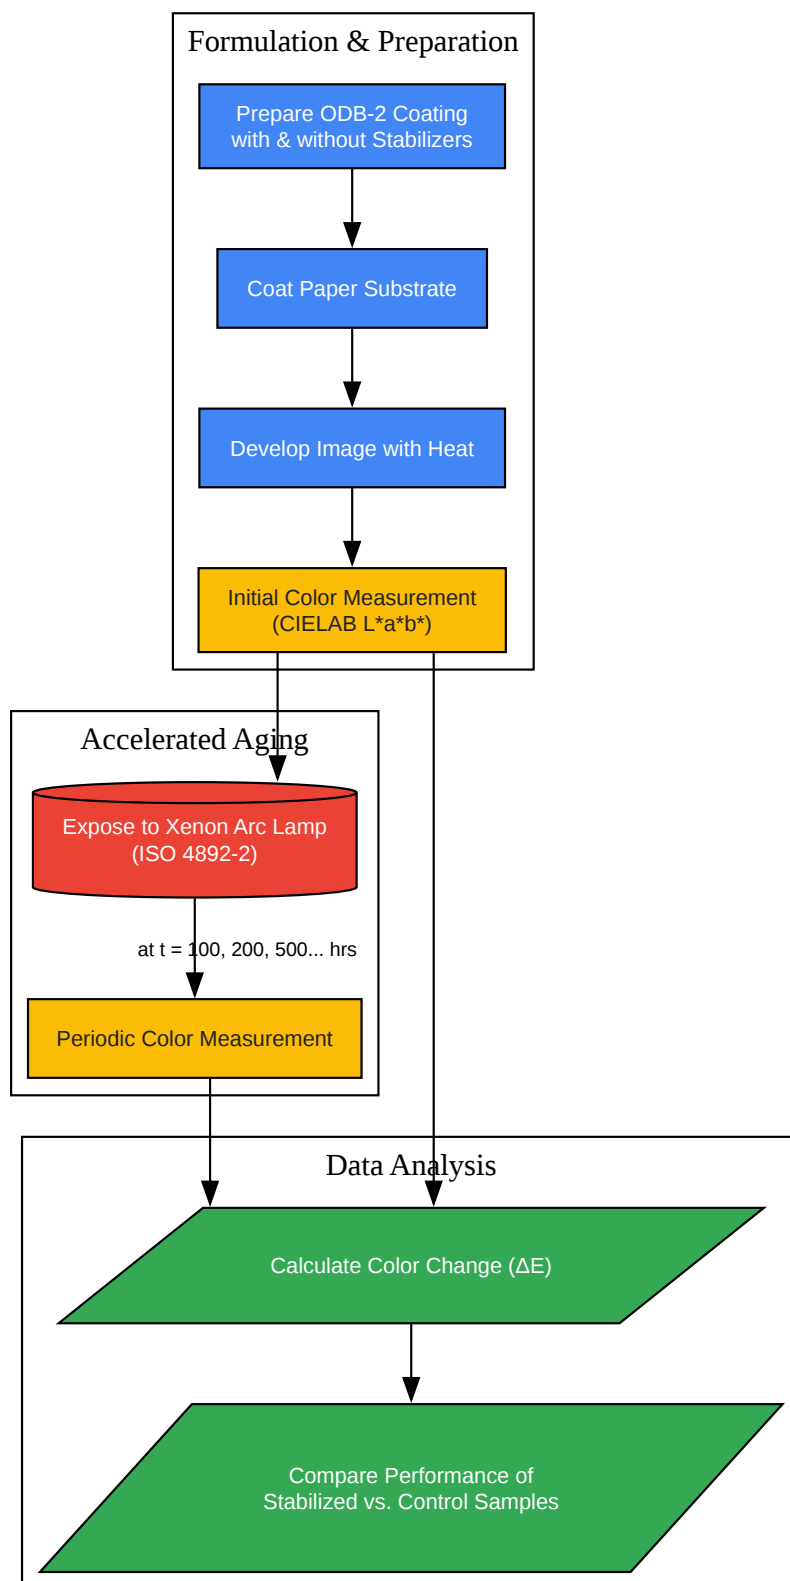 Formulation & Preparation
Prepare ODB-2 Coating
with & without Stabilizers
Coat Paper Substrate
Develop Image with Heat
Initial Color Measurement
(CIELAB L*a*b*)
Accelerated Aging
Expose to Xenon Arc Lamp
(ISO 4892-2)
at t = 100, 200, 500... hrs
Periodic Color Measurement
Data Analysis
Calculate Color Change (ΔE)
Compare Performance of
Stabilized vs. Control Samples